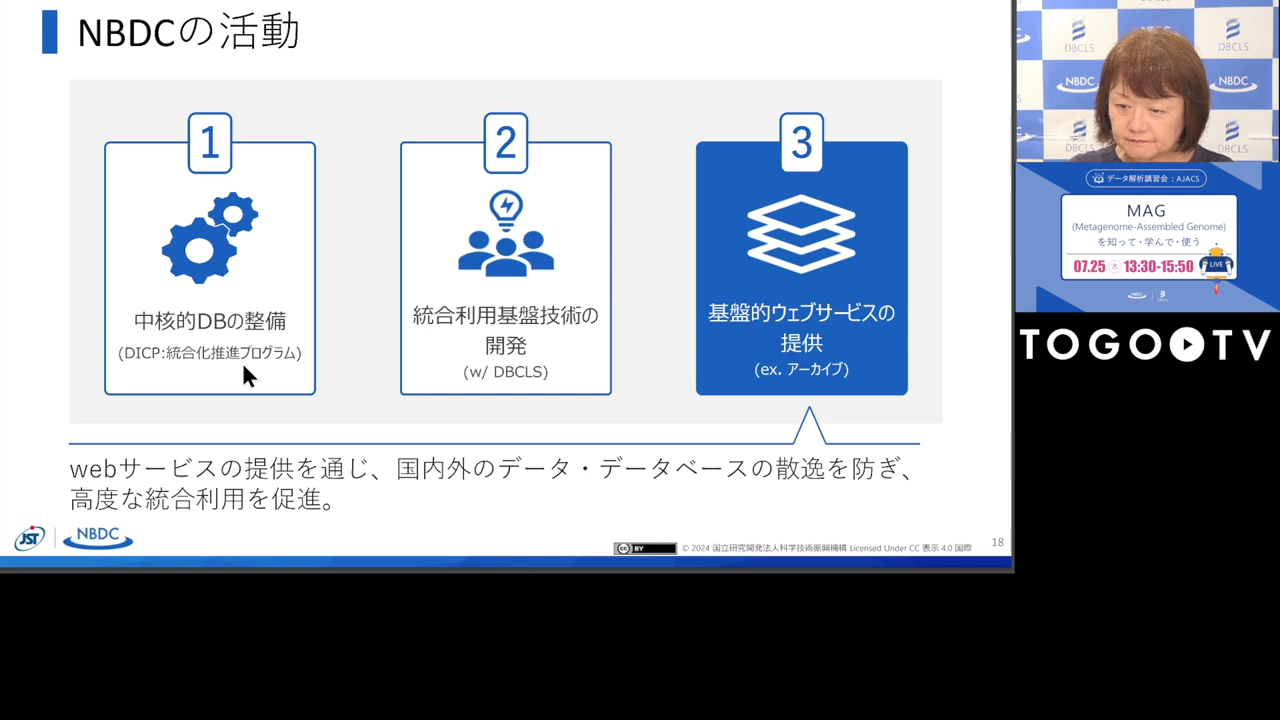 NBDCの活動
1
中核的DBの整備
(DICP:統合化推進プログラム)
2
統合利用基盤技術の
開発
(w/ DBCLS)
3
基盤的ウェブサービスの
提供
(ex. アーカイブ)
webサービスの提供を通じ、国内外のデータ・データベースの散逸を防ぎ、
高度な統合利用を促進。
JST
NBDC
cc BY
© 2024 国立研究開発法人科学技術振興機構 Licensed Under CC 表示 4.0 国際
18
DBCLS
DBCLS
NBDC
NBDC
DBCLS
DBCLS
データ解析講習会：AJACS
MAG
(Metagenome-Assembled Genome)
を知って・学んで・使う
07.25 木 13:30-15:50
LIVE
NBDC
TOGO TV